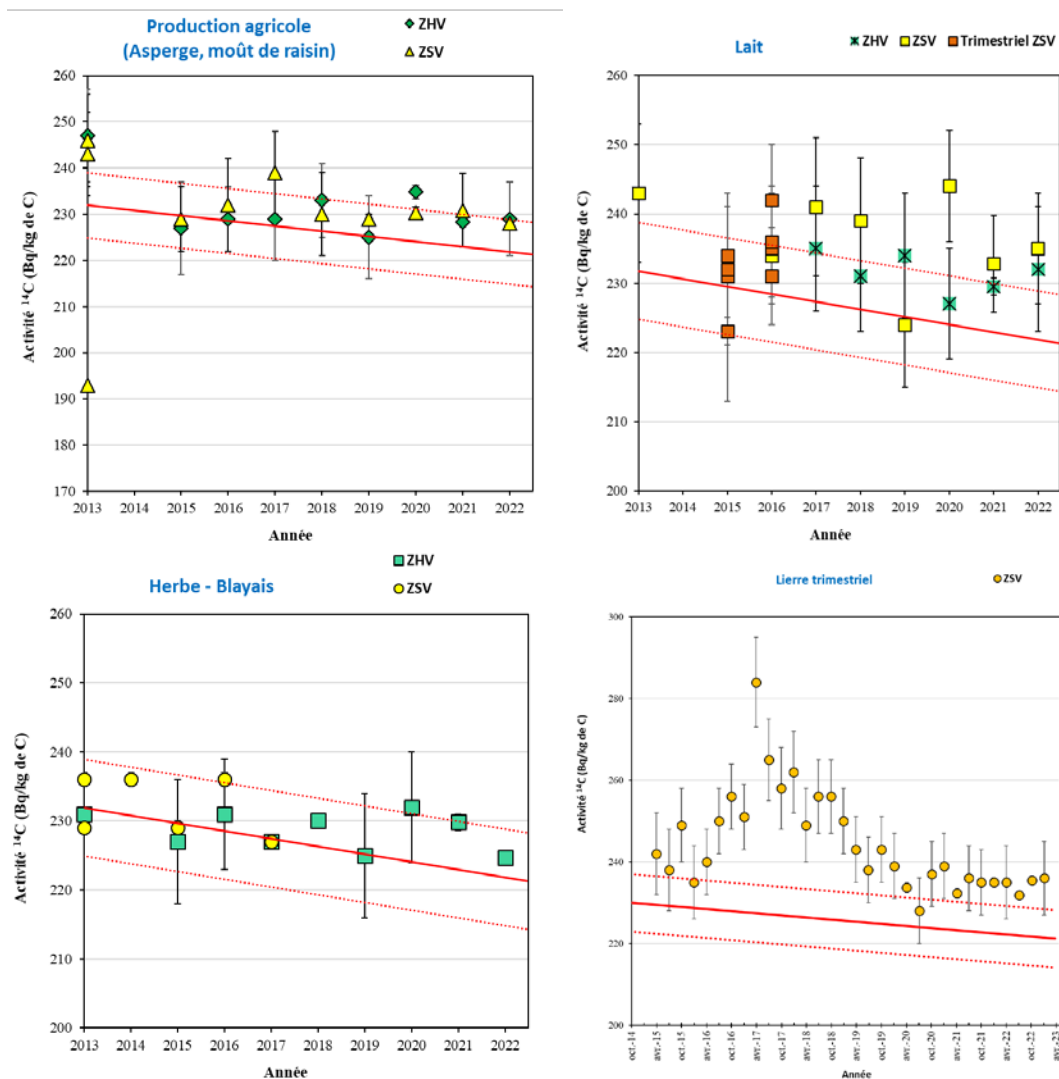 Production agricole
(Asperge, moût de raisin)
ZHV
ZSV
Activité ¹⁴C (Bq/kg de C)
260
250
240
230
220
210
200
190
180
170
2013 2014 2015 2016 2017 2018 2019 2020 2021 2022
Année
Lait
ZHV ZSV Trimestriel ZSV
Activité ¹⁴C (Bq/kg de C)
260
250
240
230
220
210
200
2013 2014 2015 2016 2017 2018 2019 2020 2021 2022
Année
Herbe - Blayais
ZHV
ZSV
Activité ¹⁴C (Bq/kg de C)
260
250
240
230
220
210
200
2013 2014 2015 2016 2017 2018 2019 2020 2021 2022
Année
Lierre trimestriel
ZSV
Activité ¹⁴C (Bq/kg de C)
300
280
260
240
220
200
oct.-14 avr.-15 oct.-15 avr.-16 oct.-16 avr.-17 oct.-17 avr.-18 oct.-18 avr.-19 oct.-19 avr.-20 oct.-20 avr.-21 oct.-21 avr.-22 oct.-22 avr.-23
Année